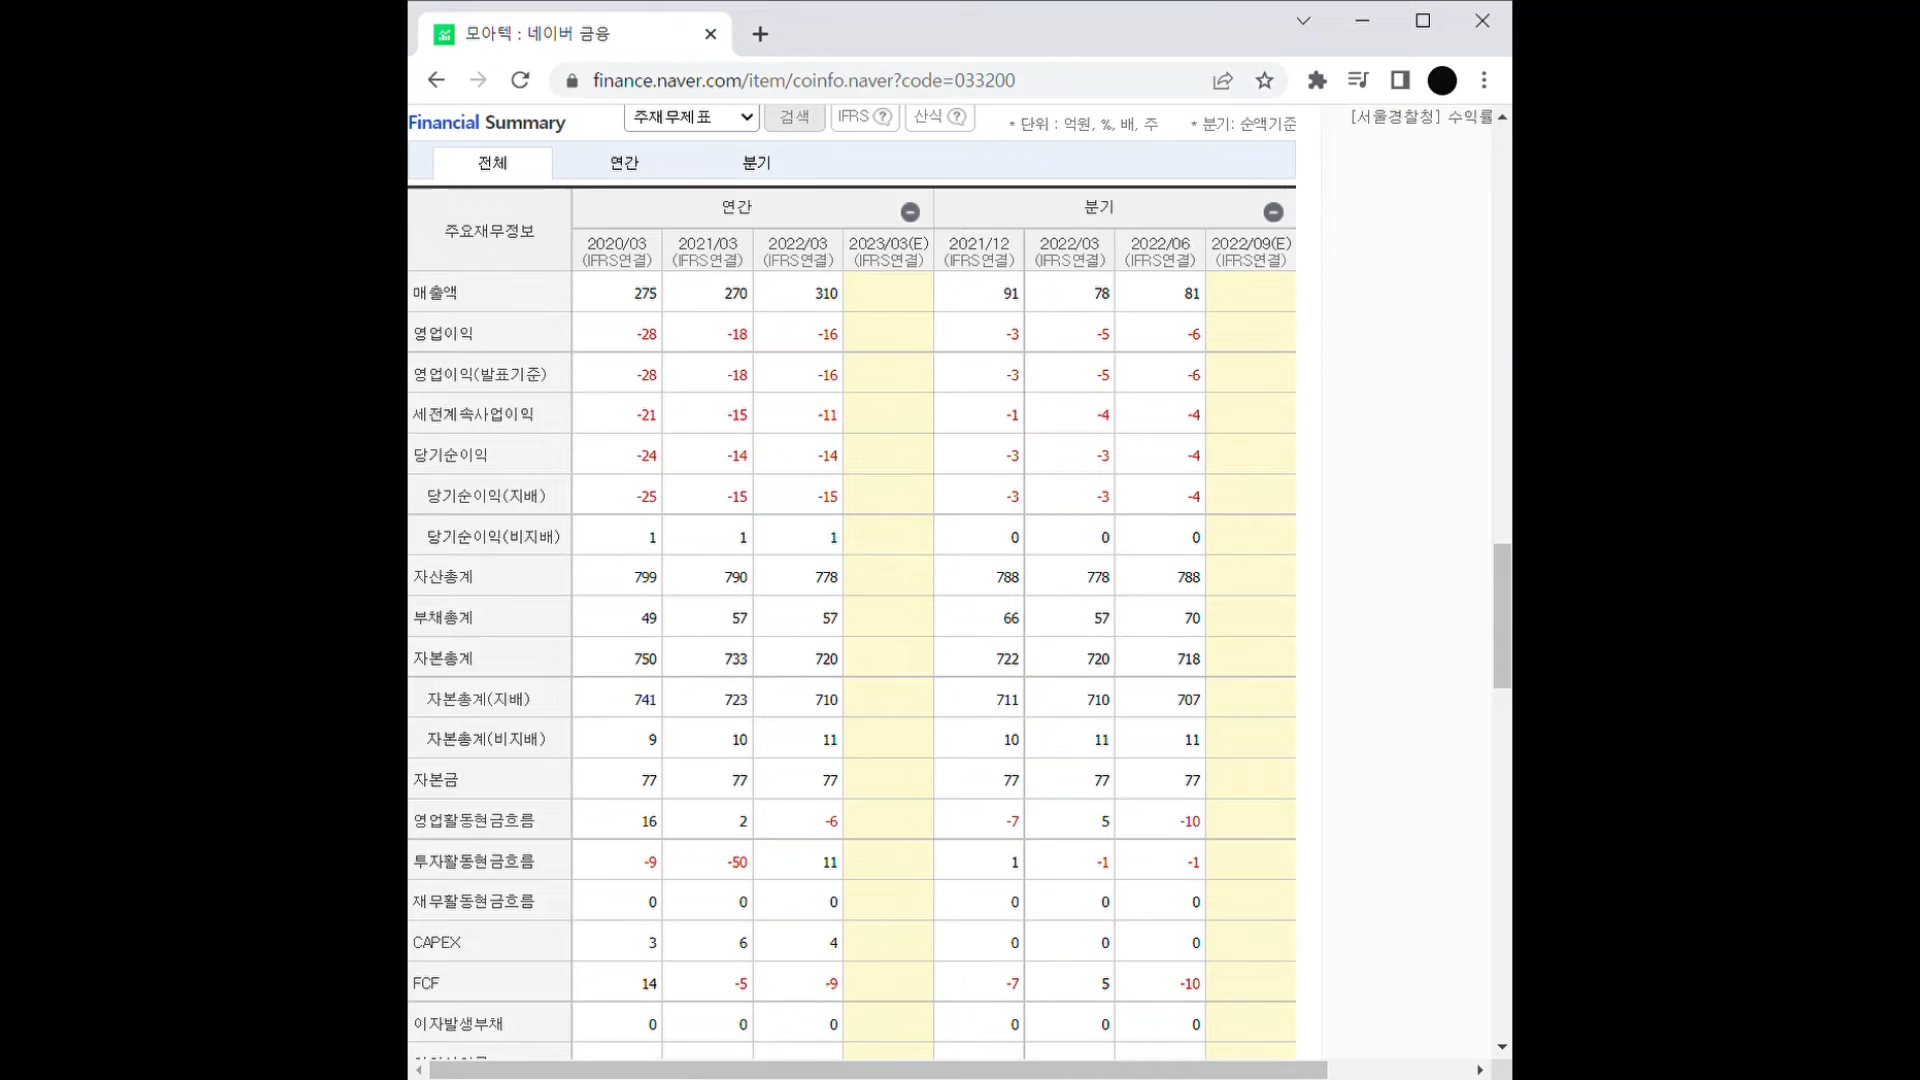 모아텍 : 네이버 금융
finance.naver.com/item/coinfo.naver?code=033200
Financial Summary 주재무제표 검색 IFRS ? 산식 ? * 단위 : 억원, %, 배, 주 * 분기: 순액기준
[서울경찰청] 수익률
전체 연간 분기
주요재무정보 연간 분기
2020/03 2021/03 2022/03 2023/03(E) 2021/12 2022/03 2022/06 2022/09(E)
(IFRS연결) (IFRS연결) (IFRS연결) (IFRS연결) (IFRS연결) (IFRS연결) (IFRS연결) (IFRS연결)
매출액 275 270 310 91 78 81
영업이익 -28 -18 -16 -3 -5 -6
영업이익(발표기준) -28 -18 -16 -3 -5 -6
세전계속사업이익 -21 -15 -11 -1 -4 -4
당기순이익 -24 -14 -14 -3 -3 -4
당기순이익(지배) -25 -15 -15 -3 -3 -4
당기순이익(비지배) 1 1 1 0 0 0
자산총계 799 790 778 788 778 788
부채총계 49 57 57 66 57 70
자본총계 750 733 720 722 720 718
자본총계(지배) 741 723 710 711 710 707
자본총계(비지배) 9 10 11 10 11 11
자본금 77 77 77 77 77 77
영업활동현금흐름 16 2 -6 -7 5 -10
투자활동현금흐름 -9 -50 11 1 -1 -1
재무활동현금흐름 0 0 0 0 0 0
CAPEX 3 6 4 0 0 0
FCF 14 -5 -9 -7 5 -10
이자발생부채 0 0 0 0 0 0